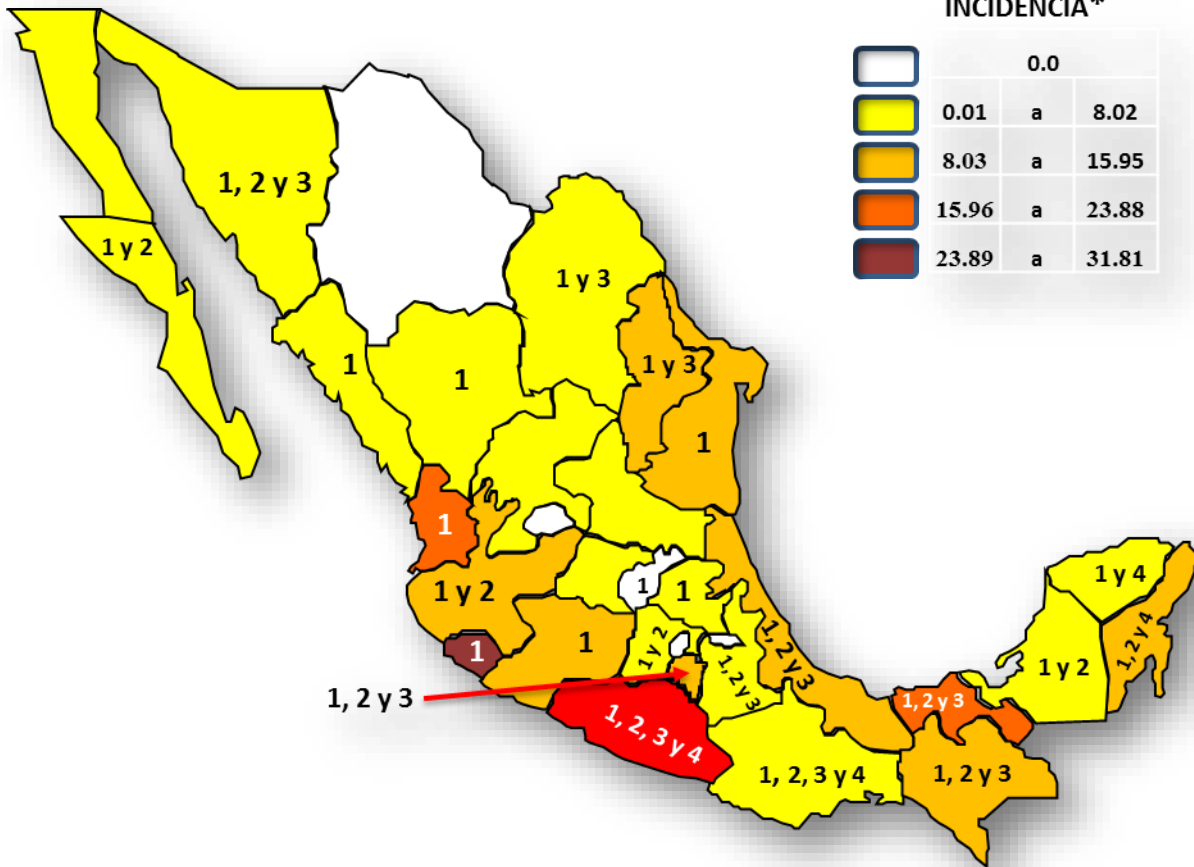 INCIDENCIA*
0.0
0.01 a 8.02
8.03 a 15.95
15.96 a 23.88
23.89 a 31.81
1, 2 y 3
1 y 2
1 y 3
1
1
1 y 3
1
1
1 y 2
1
1
1
1
1 y 2
1, 2 y 3
1, 2 y 3
1, 2 y 3
1, 2, 3 y 4
1, 2, 3 y 4
1, 2 y 3
1, 2 y 3
1 y 2
1 y 4
1, 2 y 4